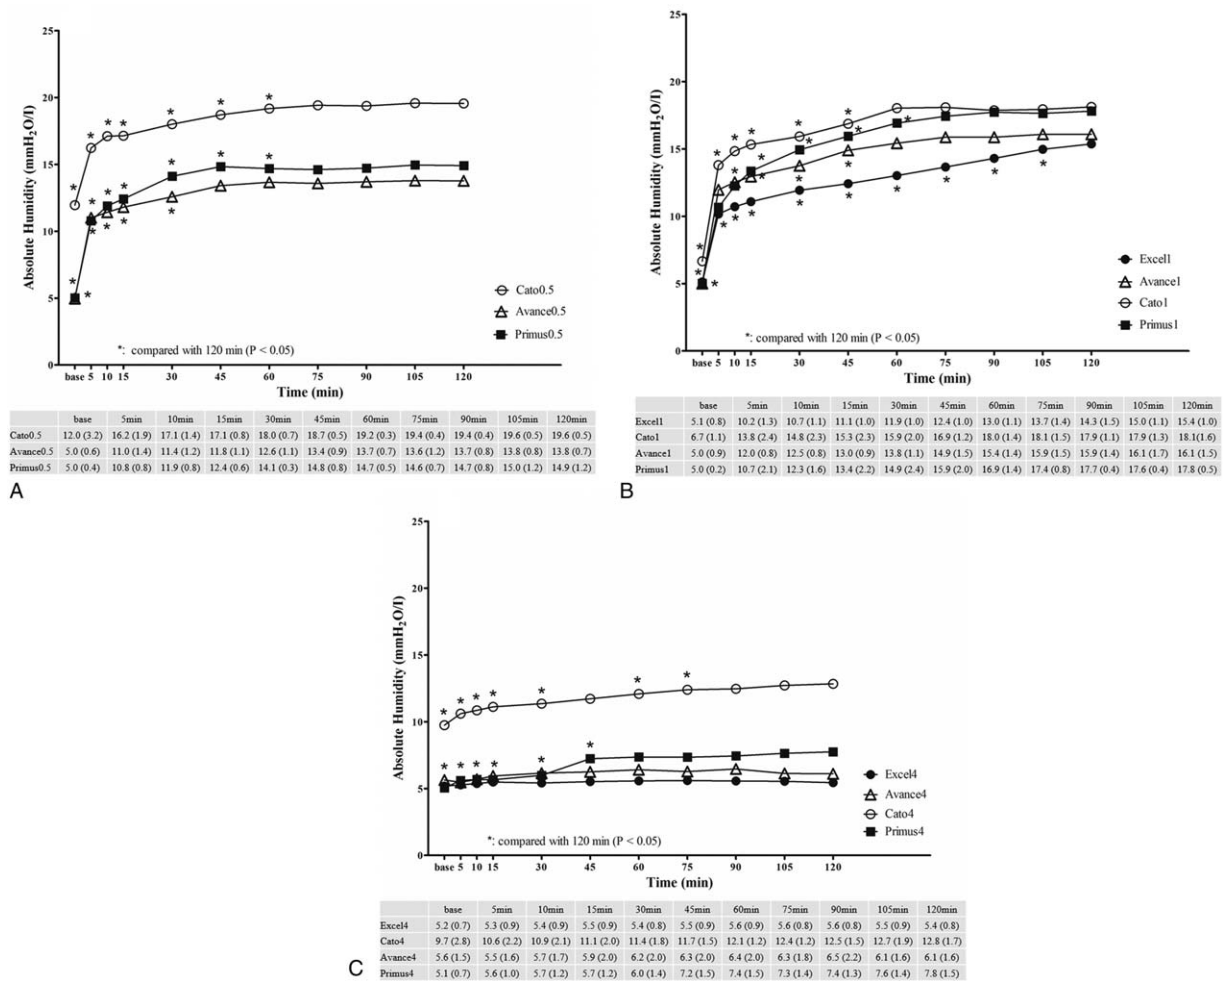 25
20
15
10
5
0
Absolute Humidity (mmH2O/l)
* * * * * * *
* * * * * *
* * * * *
* *
Cato0.5
Avance0.5
Primus0.5
*: compared with 120 min (P < 0.05)
base 5 10 15 30 45 60 75 90 105 120
Time (min)
base 5min 10min 15min 30min 45min 60min 75min 90min 105min 120min
Cato0.5 12.0 (3.2) 16.2 (1.9) 17.1 (1.4) 17.1 (0.8) 18.0 (0.7) 18.7 (0.5) 19.2 (0.3) 19.4 (0.4) 19.4 (0.4) 19.6 (0.5) 19.6 (0.5)
Avance0.5 5.0 (0.6) 11.0 (1.4) 11.4 (1.2) 11.8 (1.1) 12.6 (1.1) 13.4 (0.9) 13.7 (0.7) 13.6 (1.2) 13.7 (0.8) 13.8 (0.8) 13.8 (0.7)
Primus0.5 5.0 (0.4) 10.8 (0.8) 11.9 (0.8) 12.4 (0.6) 14.1 (0.3) 14.8 (0.8) 14.7 (0.5) 14.6 (0.7) 14.7 (0.8) 15.0 (1.2) 14.9 (1.2)
A
25
20
15
10
5
0
Absolute Humidity (mmH2O/l)
Excel1
Avance1
Cato1
Primus1
*: compared with 120 min (P < 0.05)
base 5 10 15 30 45 60 75 90 105 120
Time (min)
base 5min 10min 15min 30min 45min 60min 75min 90min 105min 120min
Excel1 5.1 (0.8) 10.2 (1.3) 10.7 (1.1) 11.1 (1.0) 11.9 (1.0) 12.4 (1.0) 13.0 (1.1) 13.7 (1.4) 14.3 (1.5) 15.0 (1.0) 15.4 (1.0)
Cato1 6.7 (1.1) 13.8 (2.4) 14.8 (2.3) 15.3 (2.3) 15.9 (2.0) 16.9 (1.2) 18.0 (1.4) 18.1 (1.5) 17.9 (1.1) 17.9 (1.3) 18.1(1.6)
Avance1 5.0 (0.9) 12.0 (0.8) 12.5 (0.8) 13.0 (0.9) 13.8 (1.1) 14.9 (1.5) 15.4 (1.4) 15.9 (1.5) 15.9 (1.4) 16.1 (1.7) 16.1 (1.5)
Primus1 5.0 (0.2) 10.7 (2.1) 12.3 (1.6) 13.4 (2.2) 14.9 (2.4) 15.9 (2.0) 16.9 (1.4) 17.4 (0.8) 17.7 (0.4) 17.6 (0.4) 17.8 (0.5)
B
25
20
15
10
5
0
Absolute Humidity (mmH2O/l)
* * * * * * *
* * * * * *
Excel4
Avance4
Cato4
Primus4
*: compared with 120 min (P < 0.05)
base 5 10 15 30 45 60 75 90 105 120
Time (min)
base 5min 10min 15min 30min 45min 60min 75min 90min 105min 120min
Excel4 5.2 (0.7) 5.3 (0.9) 5.4 (0.9) 5.5 (0.9) 5.4 (0.8) 5.5 (0.9) 5.6 (0.9) 5.6 (0.8) 5.6 (0.8) 5.5 (0.9) 5.4 (0.8)
Cato4 9.7 (2.8) 10.6 (2.2) 10.9 (2.1) 11.1 (2.0) 11.4 (1.8) 11.7 (1.5) 12.1 (1.2) 12.4 (1.2) 12.5 (1.5) 12.7 (1.9) 12.8 (1.7)
Avance4 5.6 (1.5) 5.5 (1.6) 5.7 (1.7) 5.9 (2.0) 6.2 (2.0) 6.3 (2.0) 6.4 (2.0) 6.3 (1.8) 6.5 (2.2) 6.1 (1.6) 6.1 (1.6)
Primus4 5.1 (0.7) 5.6 (1.0) 5.7 (1.2) 5.7 (1.2) 6.0 (1.4) 7.2 (1.5) 7.4 (1.5) 7.3 (1.4) 7.4 (1.3) 7.6 (1.4) 7.8 (1.5)
C